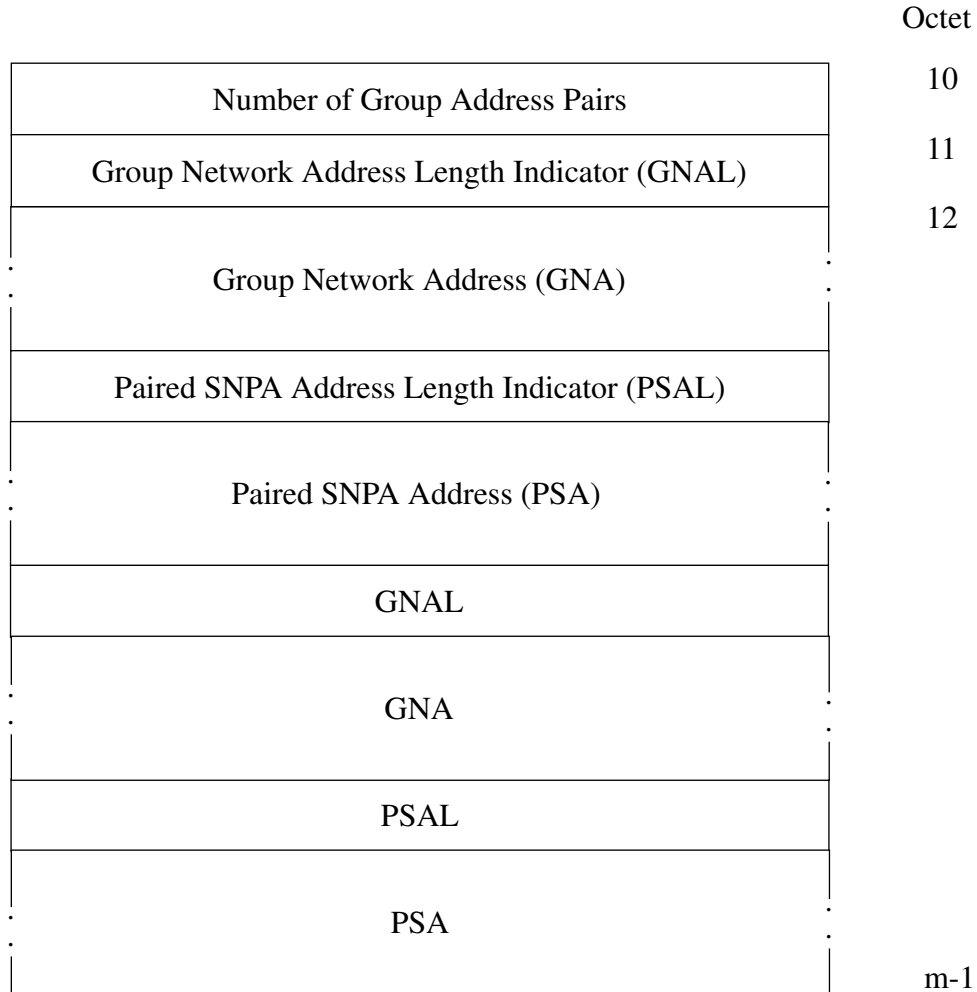 Octet
Number of Group Address Pairs 10
Group Network Address Length Indicator (GNAL) 11
12
Group Network Address (GNA)
Paired SNPA Address Length Indicator (PSAL)
Paired SNPA Address (PSA)
GNAL
GNA
PSAL
PSA
m-1